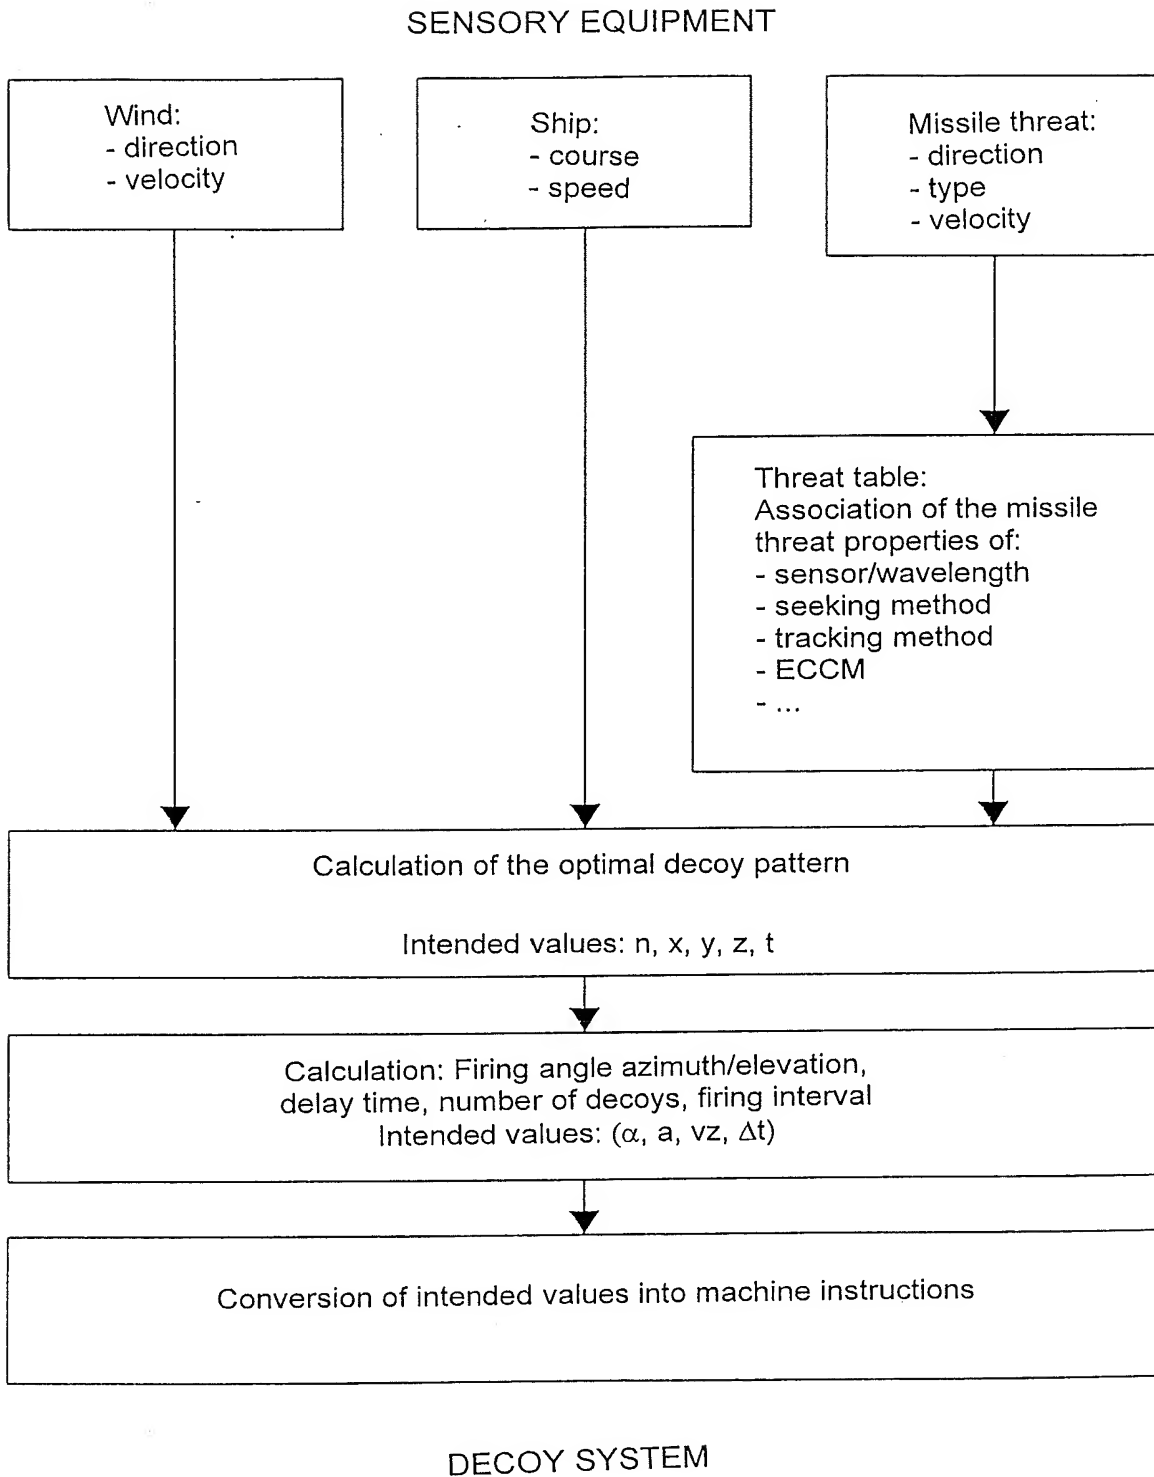 SENSORY EQUIPMENT
Wind:
- direction
- velocity
Ship:
- course
- speed
Missile threat:
- direction
- type
- velocity
Threat table:
Association of the missile
threat properties of:
- sensor/wavelength
- seeking method
- tracking method
- ECCM
- ...
Calculation of the optimal decoy pattern
Intended values: n, x, y, z, t
Calculation: Firing angle azimuth/elevation,
delay time, number of decoys, firing interval
Intended values: (α, a, vz, Δt)
Conversion of intended values into machine instructions
DECOY SYSTEM